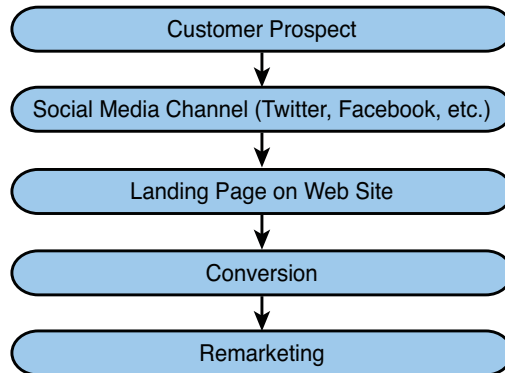 Customer Prospect
Social Media Channel (Twitter, Facebook, etc.)
Landing Page on Web Site
Conversion
Remarketing